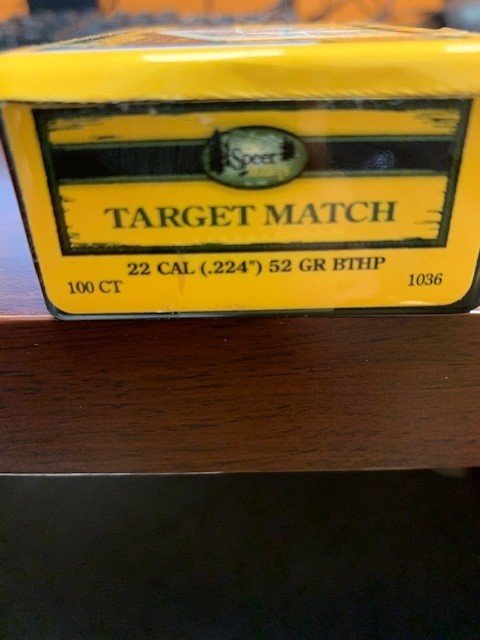 Speer
TARGET MATCH
22 CAL (.224") 52 GR BTHP
100 CT
1036